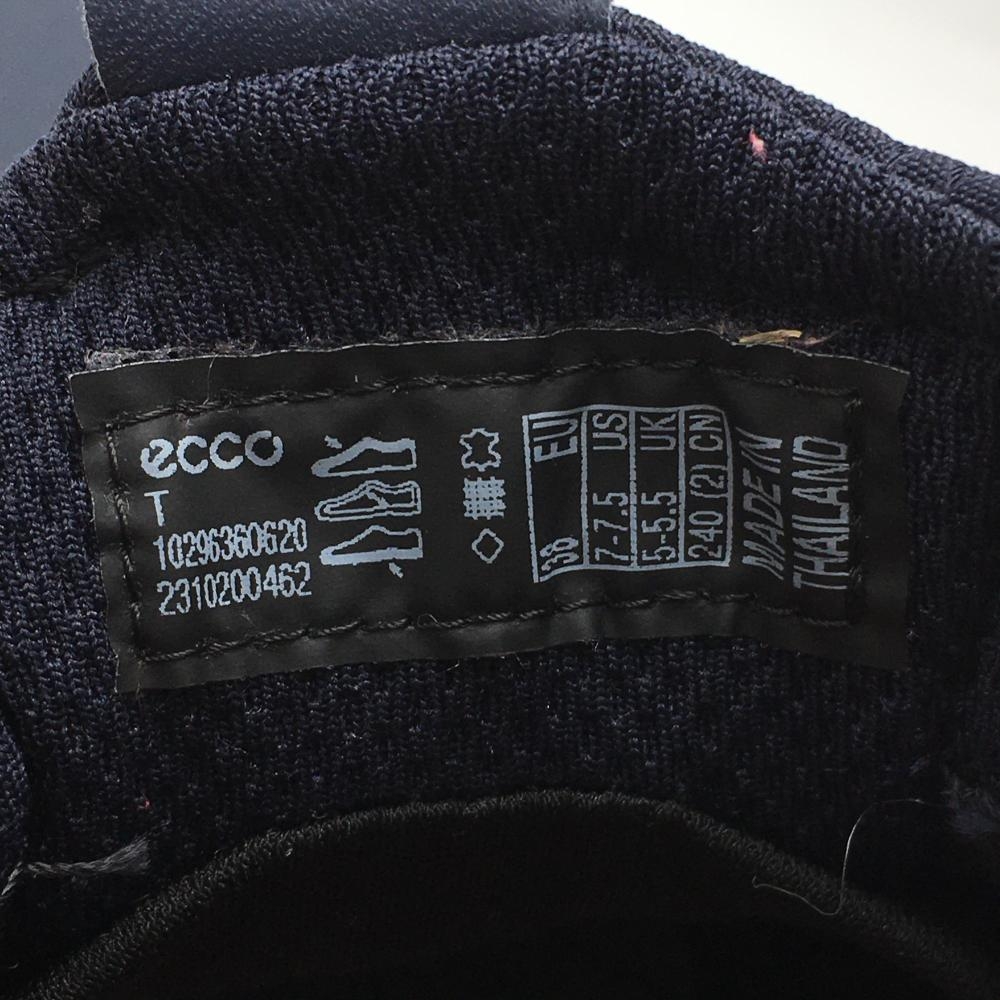 ecco
T
10296360620
2310200462
EU 38
US 7-7.5
UK 5-5.5
CN 240 (2)
MADE IN
THAILAND